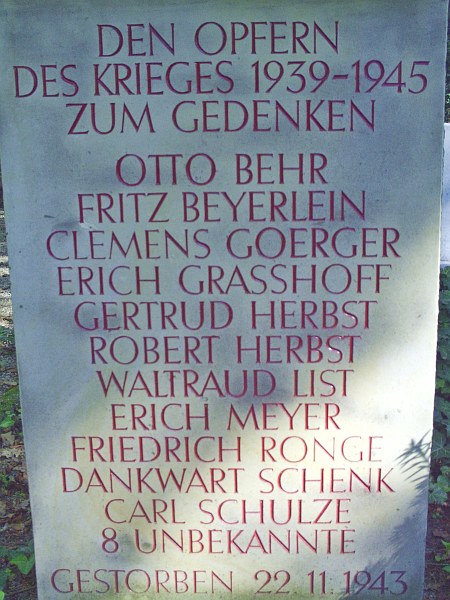 DEN OPFERN
DES KRIEGES 1939-1945
ZUM GEDENKEN
OTTO BEHR
FRITZ BEYERLEIN
CLEMENS GOERGER
ERICH GRASSHOFF
GERTRUD HERBST
ROBERT HERBST
WALTRAUD LIST
ERICH MEYER
FRIEDRICH RONGE
DANKWART SCHENK
CARL SCHULZE
8 UNBEKANNTE
GESTORBEN 22.11.1943